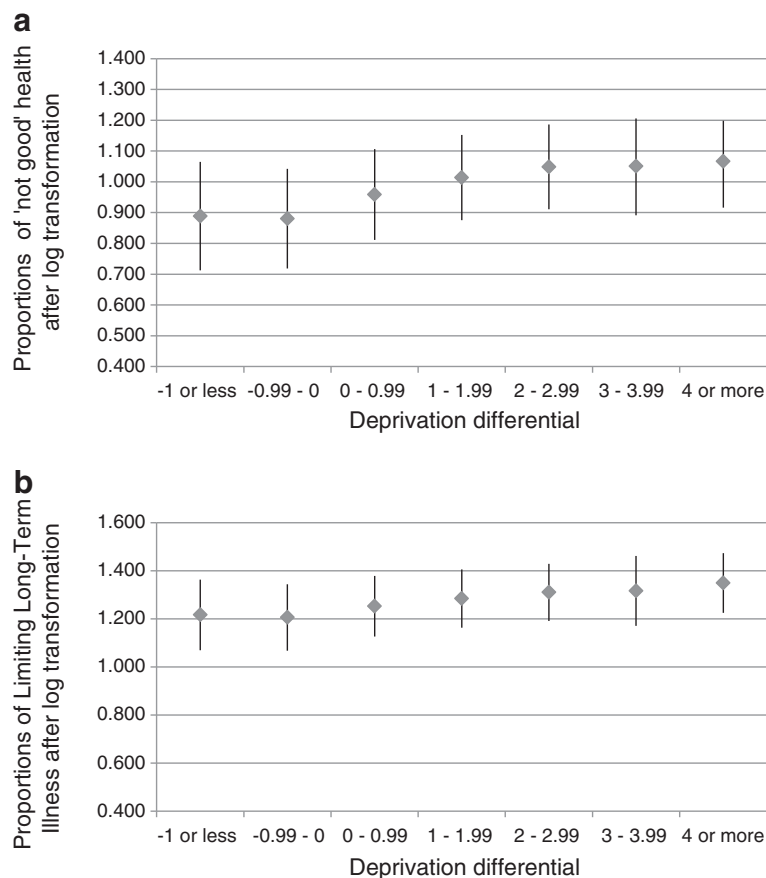 a
Proportions of 'not good' health
after log transformation
1.400
1.300
1.200
1.100
1.000
0.900
0.800
0.700
0.600
0.500
0.400
-1 or less -0.99 - 0 0 - 0.99 1 - 1.99 2 - 2.99 3 - 3.99 4 or more
Deprivation differential
b
Proportions of Limiting Long-Term
Illness after log transformation
1.600
1.400
1.200
1.000
0.800
0.600
0.400
-1 or less -0.99 - 0 0 - 0.99 1 - 1.99 2 - 2.99 3 - 3.99 4 or more
Deprivation differential